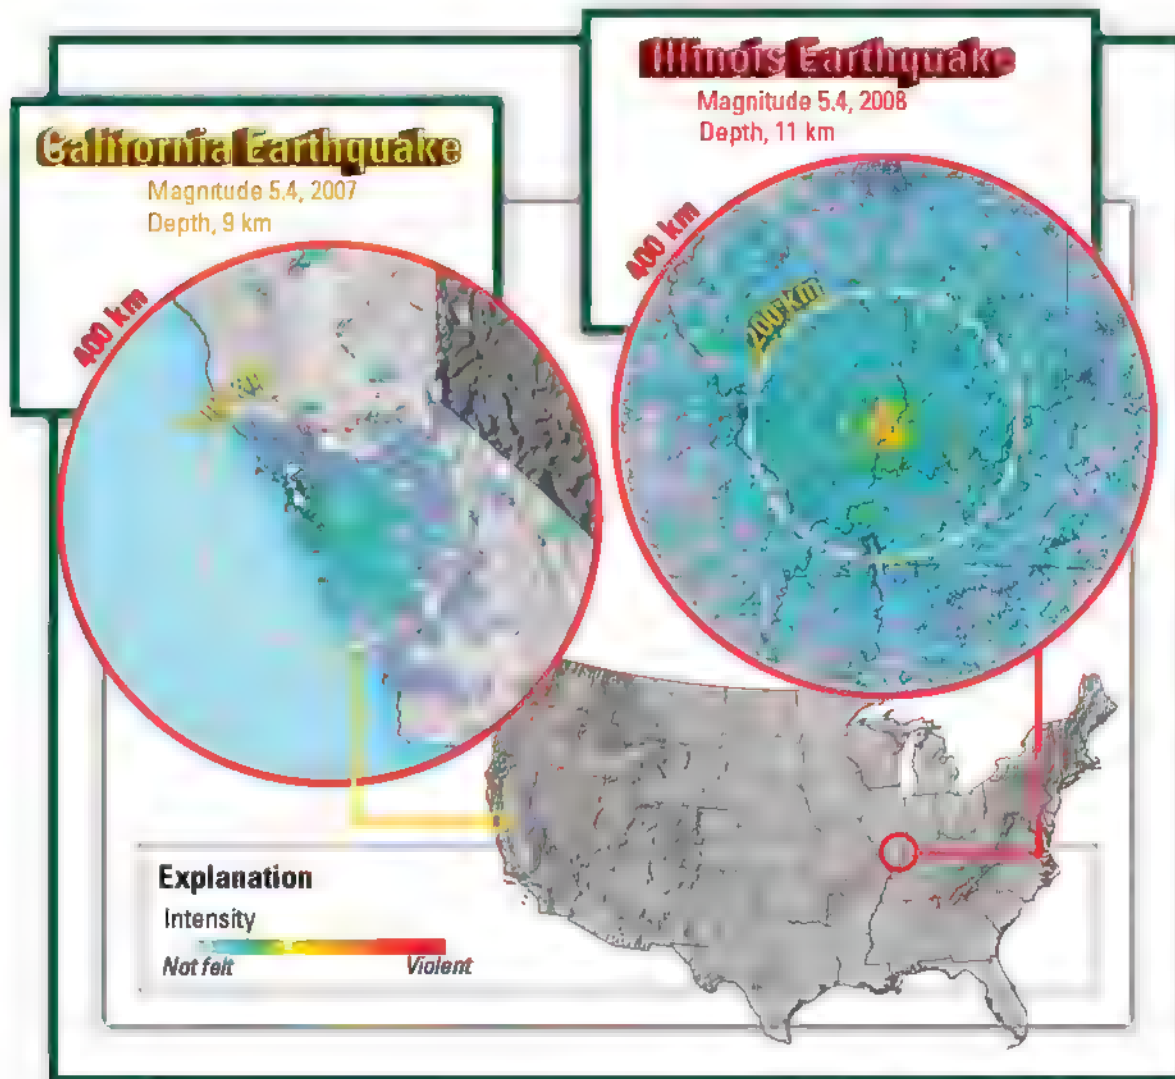 Illinois Earthquake
Magnitude 5.4, 2008
Depth, 11 km
California Earthquake
Magnitude 5.4, 2007
Depth, 9 km
400 km
400 km
200 km
Explanation
Intensity
Not felt
Violent